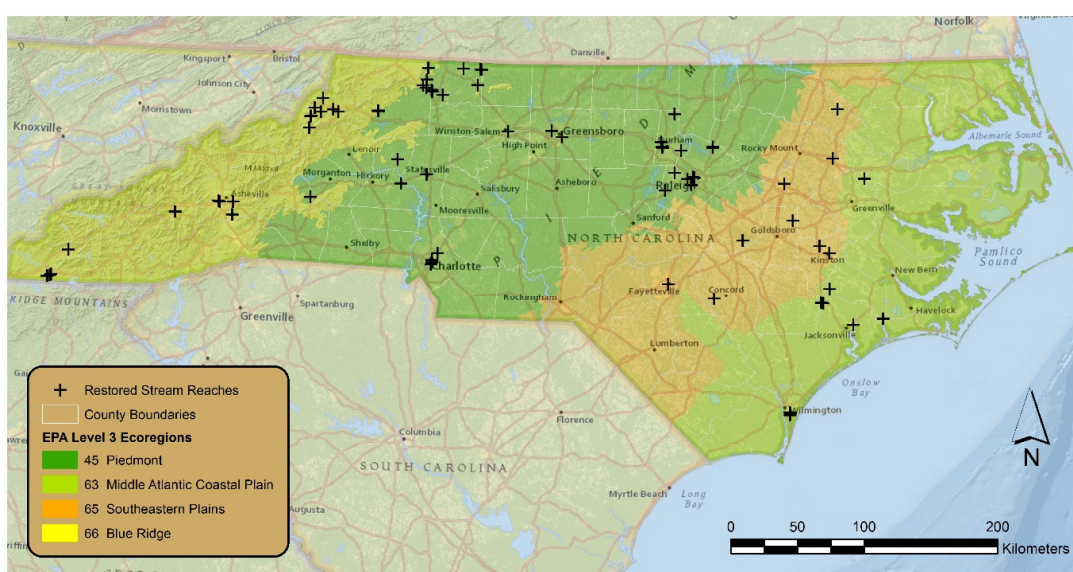 Norfolk
Kingsport
Bristol
Danville
Johnson City
Morristown
Knoxville
Winston-Salem
Greensboro
High Point
Durham
Rocky Mount
Albemarle Sound
Lenoir
Morganton
Hickory
Statesville
Asheville
Salisbury
Asheboro
Raleigh
Mooresville
Sanford
Greenville
PIEDM
NORTH CAROLINA
Goldsboro
Kinston
Shelby
Charlotte
Pamlico
Sound
New Bern
RIDGE MOUNTAINS
Spartanburg
Greenville
Rockingham
Fayetteville
Concord
Havelock
Jacksonville
Lumberton
Onslow
Bay
Wilmington
Florence
Columbia
SOUTH CAROLINA
Myrtle Beach
Long
Bay
Augusta
Restored Stream Reaches
County Boundaries
EPA Level 3 Ecoregions
45 Piedmont
63 Middle Atlantic Coastal Plain
65 Southeastern Plains
66 Blue Ridge
N
0 50 100 200
Kilometers